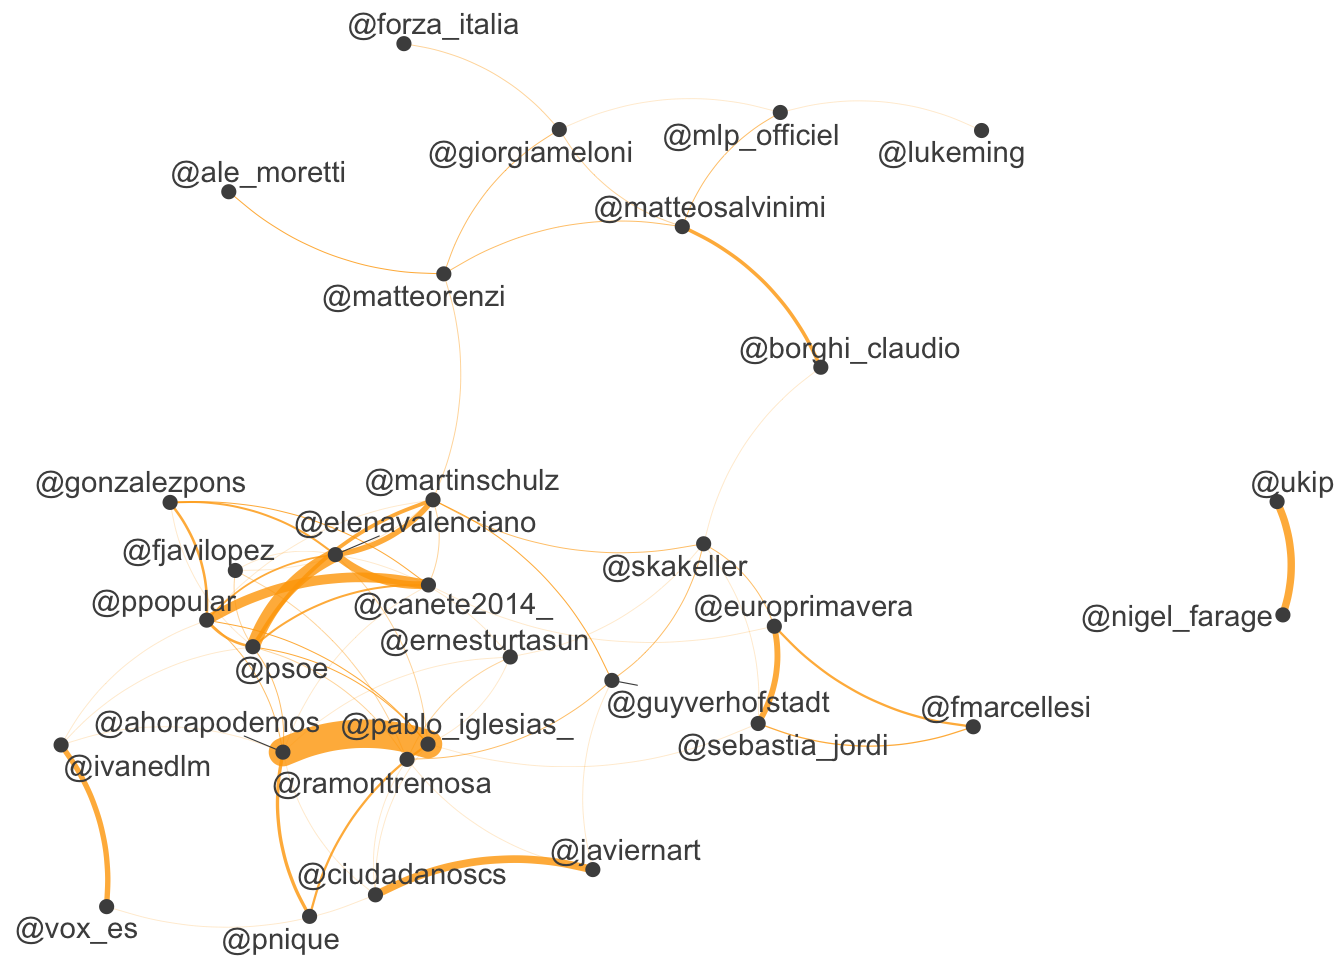 @forza_italia
@mlp_officiel
@giorgiameloni
@lukeming
@ale_moretti
@matteosalvinimi
@matteorenzi
@borghi_claudio
@martinschulz
@gonzalezpons
@ukip
@elenavalenciano
@fjavilopez
@skakeller
@ppopular
@canete2014_
@europrimavera
@nigel_farage
@ernesturtasun
@psoe
@guyverhofstadt
@fmarcellesi
@ahorapodemos
@pablo_iglesias_
@sebastia_jordi
@ivanedlm
@ramontremosa
@javiernart
@ciudadanoscs
@vox_es
@pnique